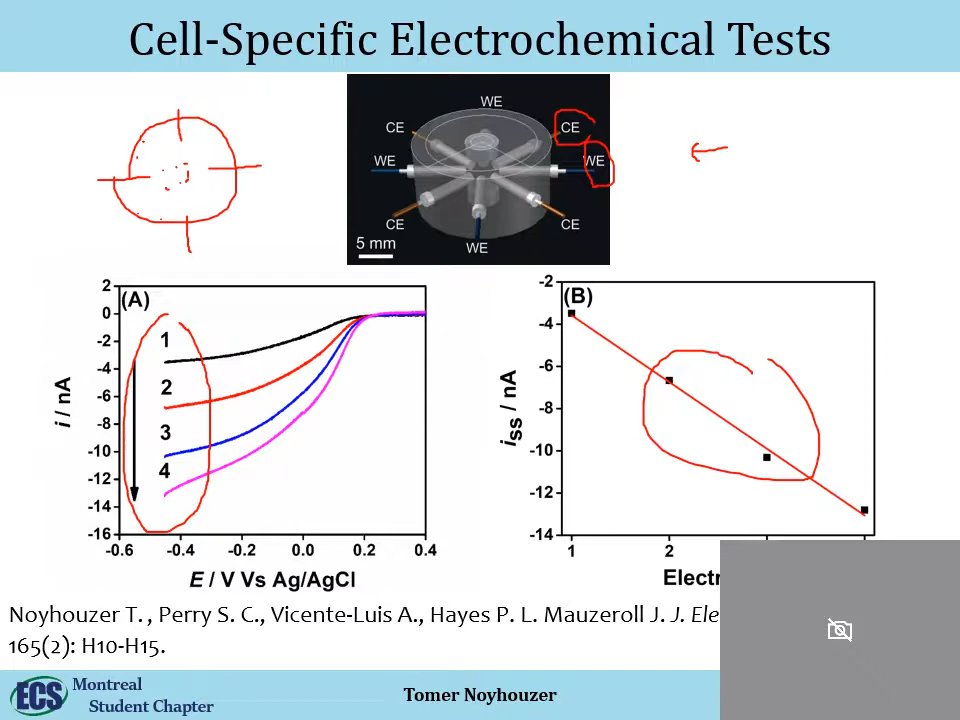 Cell-Specific Electrochemical Tests
WE
CE
CE
WE
WE
CE
CE
WE
5 mm
(A)
2
0
-2
-4
-6
-8
-10
-12
-14
-16
1
2
3
4
-0.6
-0.4
-0.2
0.0
0.2
0.4
i / nA
E / V Vs Ag/AgCl
(B)
-2
-4
-6
-8
-10
-12
-14
1
2
iss / nA
Electr
Noyhouzer T. , Perry S. C., Vicente-Luis A., Hayes P. L. Mauzeroll J. J. Ele
165(2): H10-H15.
ECS
Montreal
Student Chapter
Tomer Noyhouzer